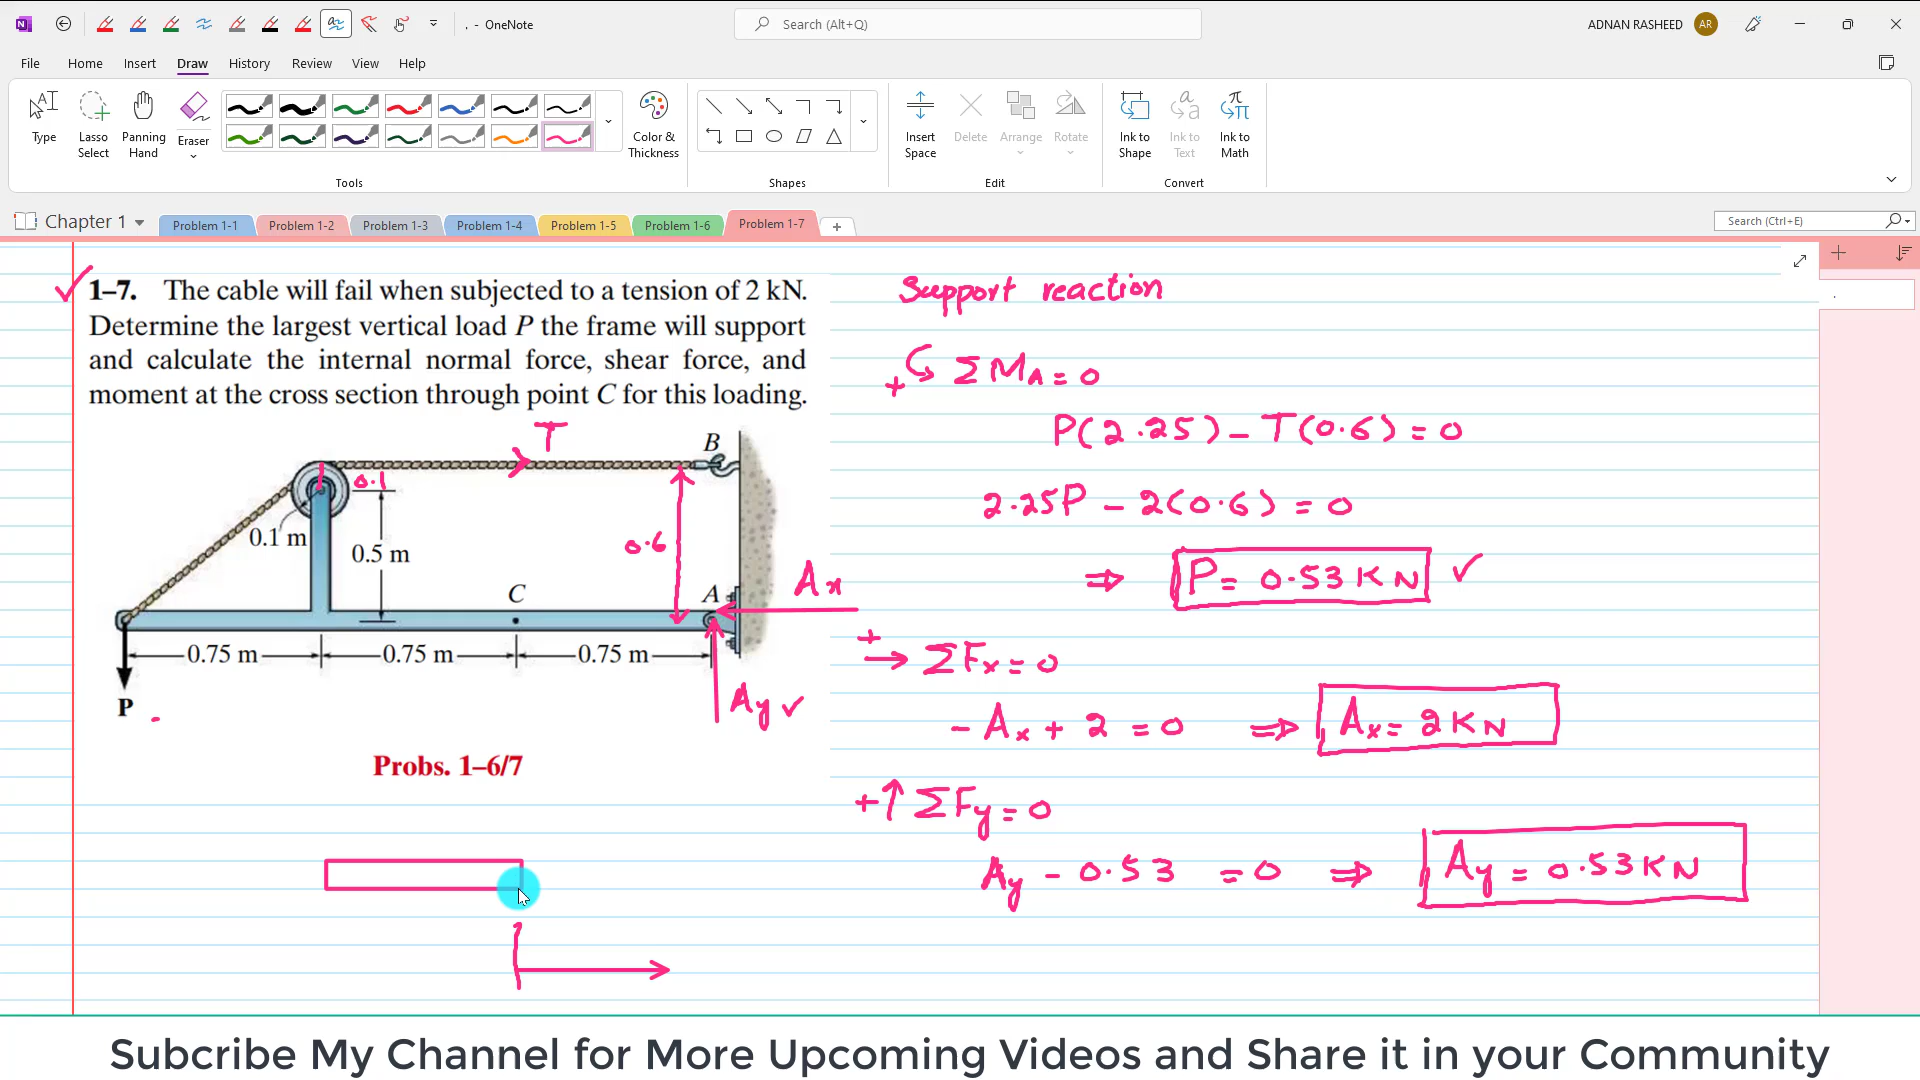 . - OneNote
Search (Alt+Q)
ADNAN RASHEED
AR
File Home Insert Draw History Review View Help
Type
Lasso Select
Panning Hand
Eraser
Color & Thickness
Insert Space
Delete
Arrange
Rotate
Ink to Shape
Ink to Text
Ink to Math
Tools
Shapes
Edit
Convert
Chapter 1
Problem 1-1
Problem 1-2
Problem 1-3
Problem 1-4
Problem 1-5
Problem 1-6
Problem 1-7
Search (Ctrl+E)
1–7. The cable will fail when subjected to a tension of 2 kN.
Determine the largest vertical load P the frame will support
and calculate the internal normal force, shear force, and
moment at the cross section through point C for this loading.
T
B
0.1
0.1 m
0.5 m
0.6
C
A
Ax
0.75 m
0.75 m
0.75 m
P
Ay ✓
Probs. 1–6/7
Support reaction
+ ΣMA = 0
P(2.25) - T(0.6) = 0
2.25P - 2(0.6) = 0
⇒ P = 0.53 KN ✓
+ → ΣFx = 0
- Ax + 2 = 0 ⇒ Ax = 2 KN
+↑ ΣFy = 0
Ay - 0.53 = 0 ⇒ Ay = 0.53 KN
Subcribe My Channel for More Upcoming Videos and Share it in your Community